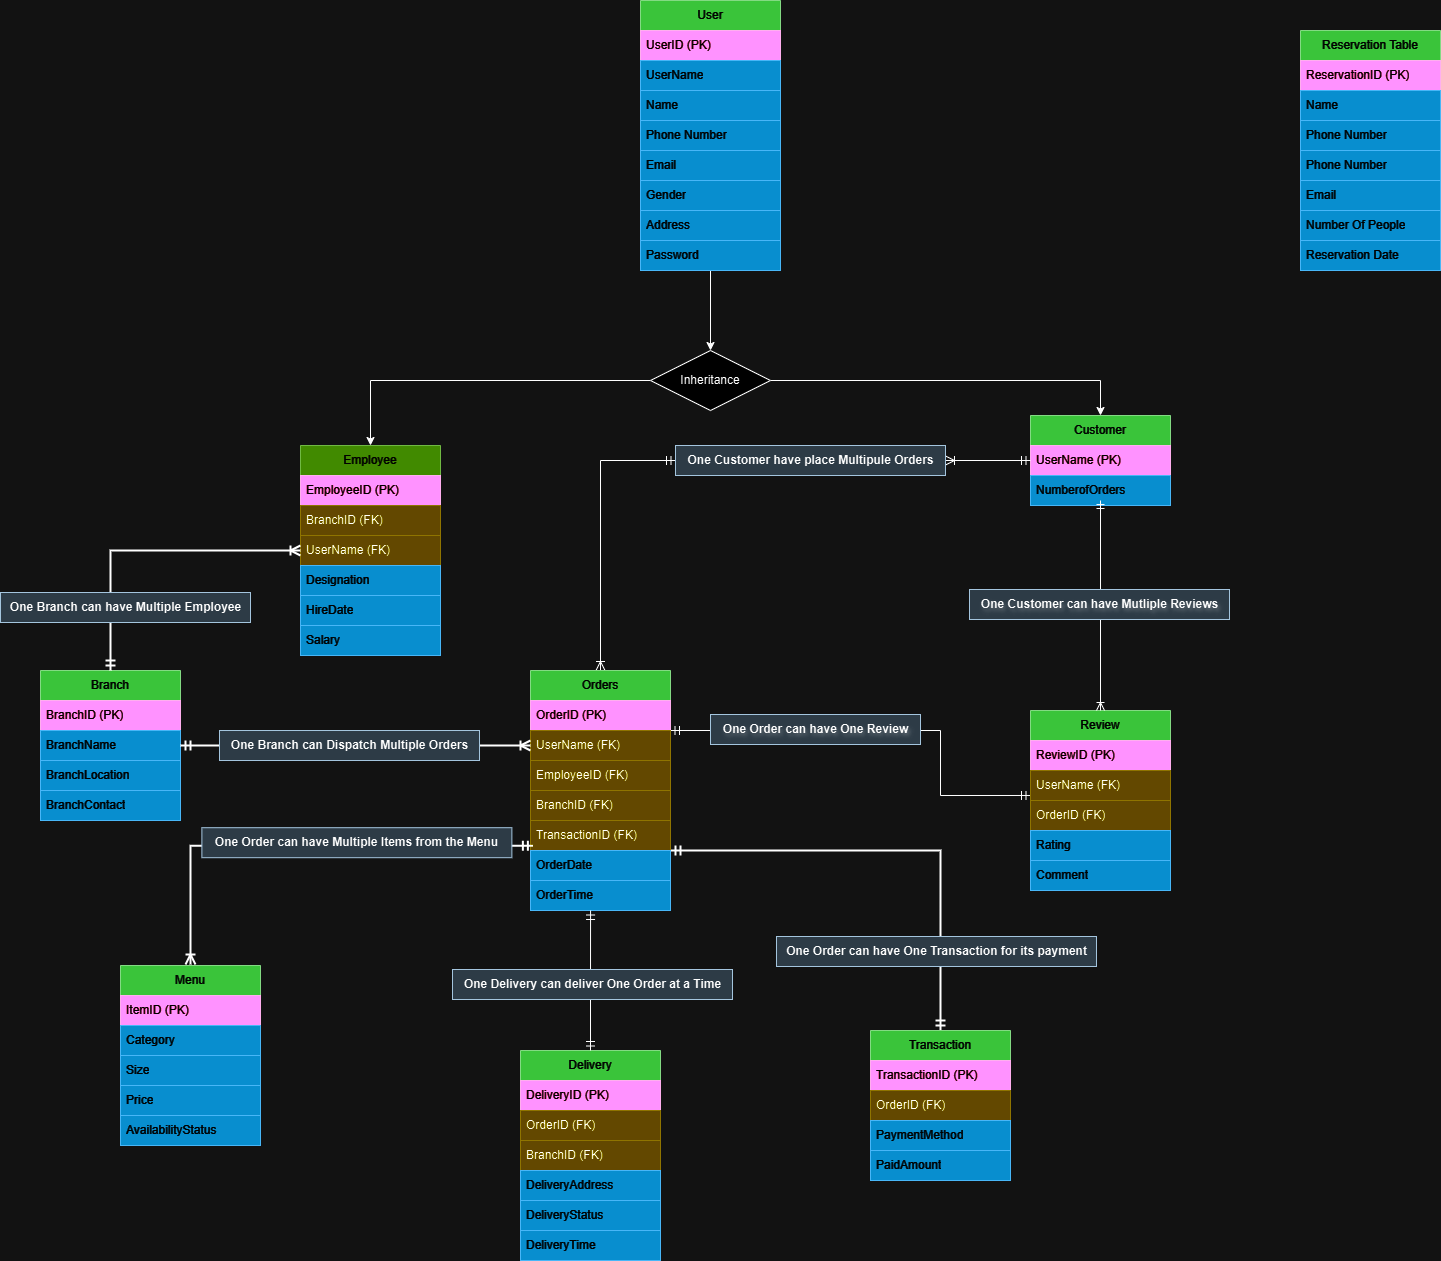 User
UserID (PK)
UserName
Name
Phone Number
Email
Gender
Address
Password
Reservation Table
ReservationID (PK)
Name
Phone Number
Phone Number
Email
Number Of People
Reservation Date
Inheritance
Employee
EmployeeID (PK)
BranchID (FK)
UserName (FK)
Designation
HireDate
Salary
One Customer have place Multipule Orders
Customer
UserName (PK)
NumberofOrders
One Branch can have Multiple Employee
One Customer can have Mutliple Reviews
Branch
BranchID (PK)
BranchName
BranchLocation
BranchContact
One Branch can Dispatch Multiple Orders
Orders
OrderID (PK)
UserName (FK)
EmployeeID (FK)
BranchID (FK)
TransactionID (FK)
OrderDate
OrderTime
One Order can have One Review
Review
ReviewID (PK)
UserName (FK)
OrderID (FK)
Rating
Comment
One Order can have Multiple Items from the Menu
Menu
ItemID (PK)
Category
Size
Price
AvailabilityStatus
One Delivery can deliver One Order at a Time
One Order can have One Transaction for its payment
Delivery
DeliveryID (PK)
OrderID (FK)
BranchID (FK)
DeliveryAddress
DeliveryStatus
DeliveryTime
Transaction
TransactionID (PK)
OrderID (FK)
PaymentMethod
PaidAmount